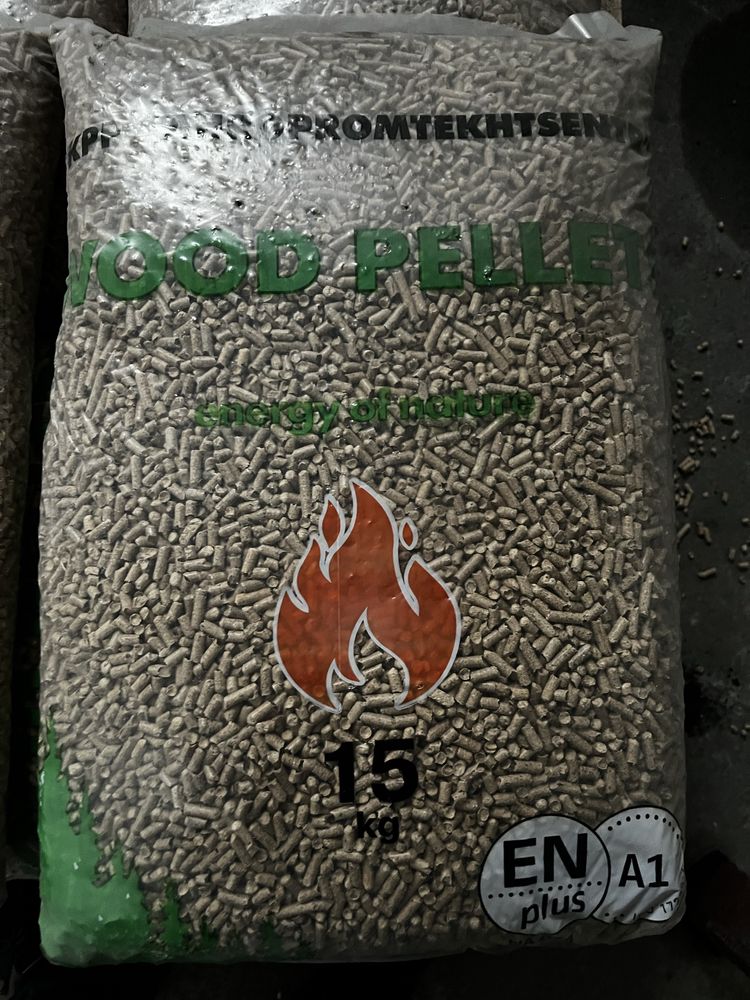 WOOD PELLET
energy of nature
15
kg
EN
plus
A1